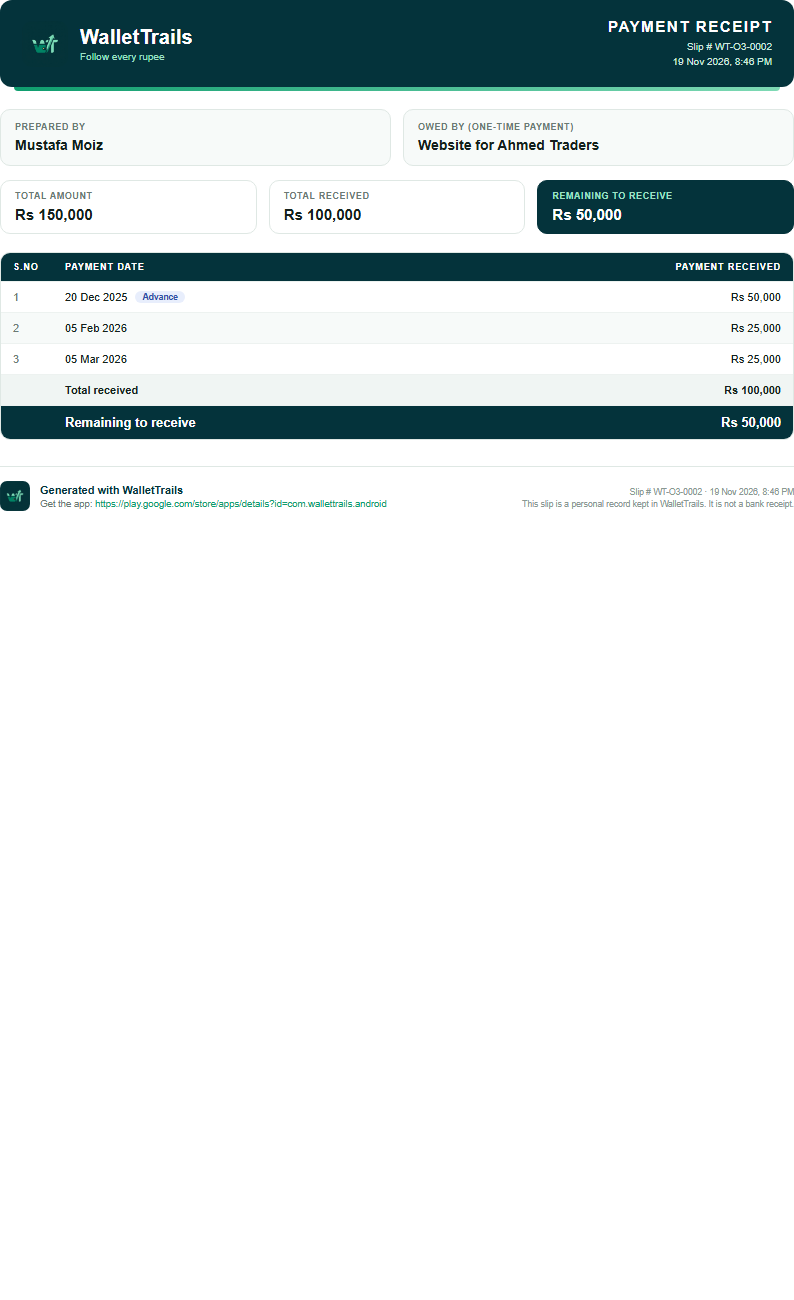 WalletTrails
Follow every rupee
PAYMENT RECEIPT
Slip # WT-O3-0002
19 Nov 2026, 8:46 PM
PREPARED BY
Mustafa Moiz
OWED BY (ONE-TIME PAYMENT)
Website for Ahmed Traders
TOTAL AMOUNT
Rs 150,000
TOTAL RECEIVED
Rs 100,000
REMAINING TO RECEIVE
Rs 50,000
S.NO PAYMENT DATE PAYMENT RECEIVED
1 20 Dec 2025 Advance Rs 50,000
2 05 Feb 2026 Rs 25,000
3 05 Mar 2026 Rs 25,000
Total received Rs 100,000
Remaining to receive Rs 50,000
Generated with WalletTrails
Get the app: https://play.google.com/store/apps/details?id=com.wallettrails.android
Slip # WT-O3-0002 · 19 Nov 2026, 8:46 PM
This slip is a personal record kept in WalletTrails. It is not a bank receipt.